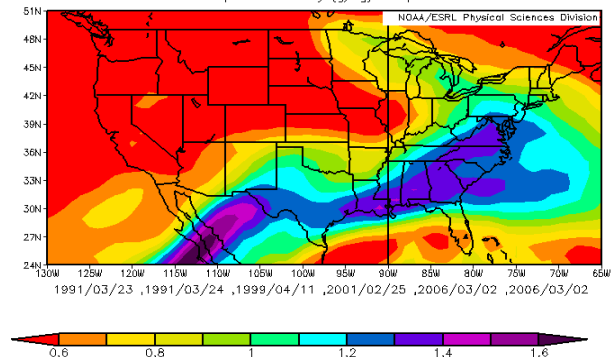 NOAA/ESRL Physical Sciences Division
51N
48N
45N
42N
39N
36N
33N
30N
27N
24N
130W 125W 120W 115W 110W 105W 100W 95W 90W 85W 80W 75W 70W 65W
1991/03/23 ,1991/03/24 ,1999/04/11 ,2001/02/25 ,2006/03/02 ,2006/03/02
0.6 0.8 1 1.2 1.4 1.6